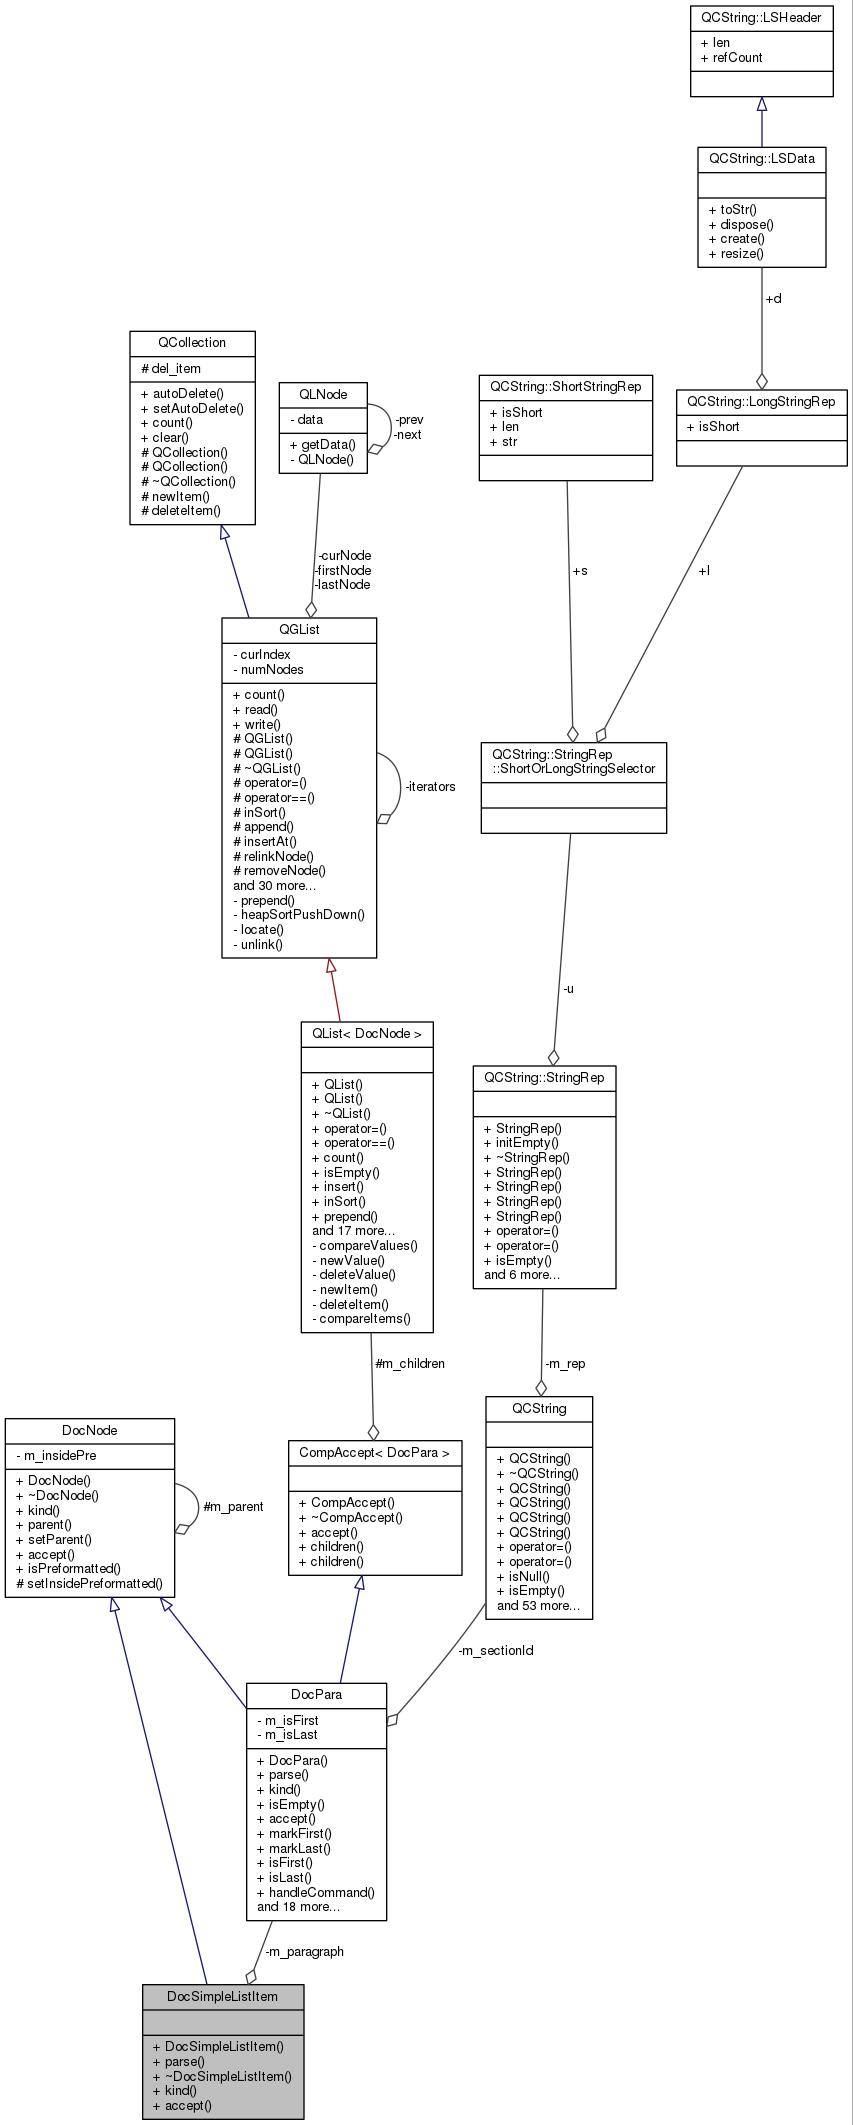 QCString::LSHeader
+ len
+ refCount
QCString::LSData
+ toStr()
+ dispose()
+ create()
+ resize()
+d
QCollection
# del_item
+ autoDelete()
+ setAutoDelete()
+ count()
+ clear()
# QCollection()
# QCollection()
# ~QCollection()
# newItem()
# deleteItem()
QLNode
- data
+ getData()
- QLNode()
-prev
-next
QCString::ShortStringRep
+ isShort
+ len
+ str
QCString::LongStringRep
+ isShort
-curNode
-firstNode
-lastNode
+s
+l
QGList
- curIndex
- numNodes
+ count()
+ read()
+ write()
# QGList()
# QGList()
# ~QGList()
# operator=()
# operator==()
# inSort()
# append()
# insertAt()
# relinkNode()
# removeNode()
and 30 more...
- prepend()
- heapSortPushDown()
- locate()
- unlink()
-iterators
QCString::StringRep
::ShortOrLongStringSelector
-u
QList< DocNode >
+ QList()
+ QList()
+ ~QList()
+ operator=()
+ operator==()
+ count()
+ isEmpty()
+ insert()
+ inSort()
+ prepend()
and 17 more...
- compareValues()
- newValue()
- deleteValue()
- newItem()
- deleteItem()
- compareItems()
QCString::StringRep
+ StringRep()
+ initEmpty()
+ ~StringRep()
+ StringRep()
+ StringRep()
+ StringRep()
+ StringRep()
+ operator=()
+ operator=()
+ isEmpty()
and 6 more...
#m_children
-m_rep
DocNode
- m_insidePre
+ DocNode()
+ ~DocNode()
+ kind()
+ parent()
+ setParent()
+ accept()
+ isPreformatted()
# setInsidePreformatted()
#m_parent
CompAccept< DocPara >
+ CompAccept()
+ ~CompAccept()
+ accept()
+ children()
+ children()
QCString
+ QCString()
+ ~QCString()
+ QCString()
+ QCString()
+ QCString()
+ QCString()
+ operator=()
+ operator=()
+ isNull()
+ isEmpty()
and 53 more...
-m_sectionId
DocPara
- m_isFirst
- m_isLast
+ DocPara()
+ parse()
+ kind()
+ isEmpty()
+ accept()
+ markFirst()
+ markLast()
+ isFirst()
+ isLast()
+ handleCommand()
and 18 more...
-m_paragraph
DocSimpleListItem
+ DocSimpleListItem()
+ parse()
+ ~DocSimpleListItem()
+ kind()
+ accept()